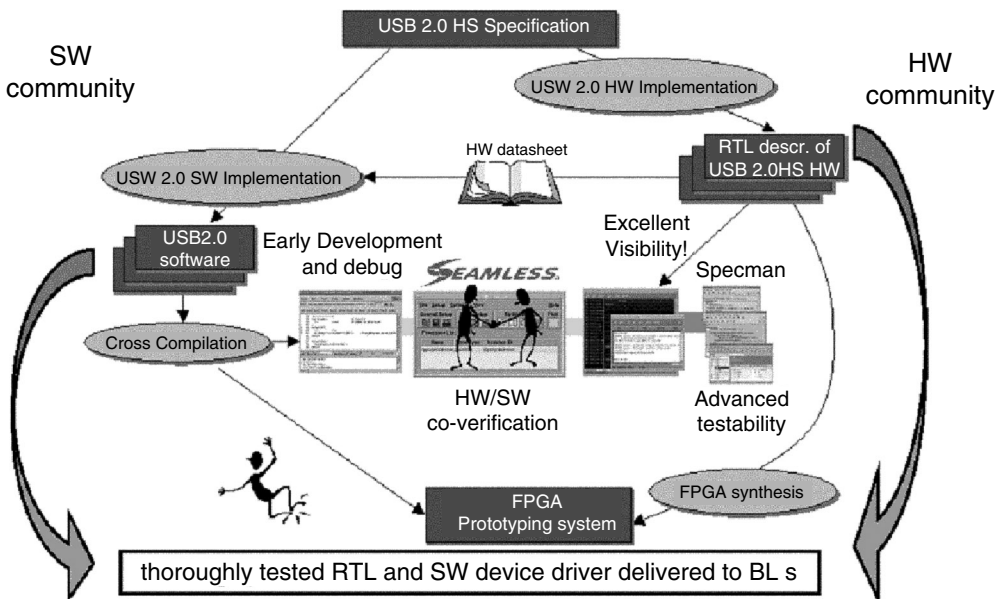 USB 2.0 HS Specification
SW
community
HW
community
USW 2.0 HW Implementation
HW datasheet
RTL descr. of
USB 2.0HS HW
USW 2.0 SW Implementation
USB2.0
software
Early Development
and debug
SEAMLESS
Excellent
Visibility!
Specman
Cross Compilation
HW/SW
co-verification
Advanced
testability
FPGA
Prototyping system
FPGA synthesis
thoroughly tested RTL and SW device driver delivered to BL s